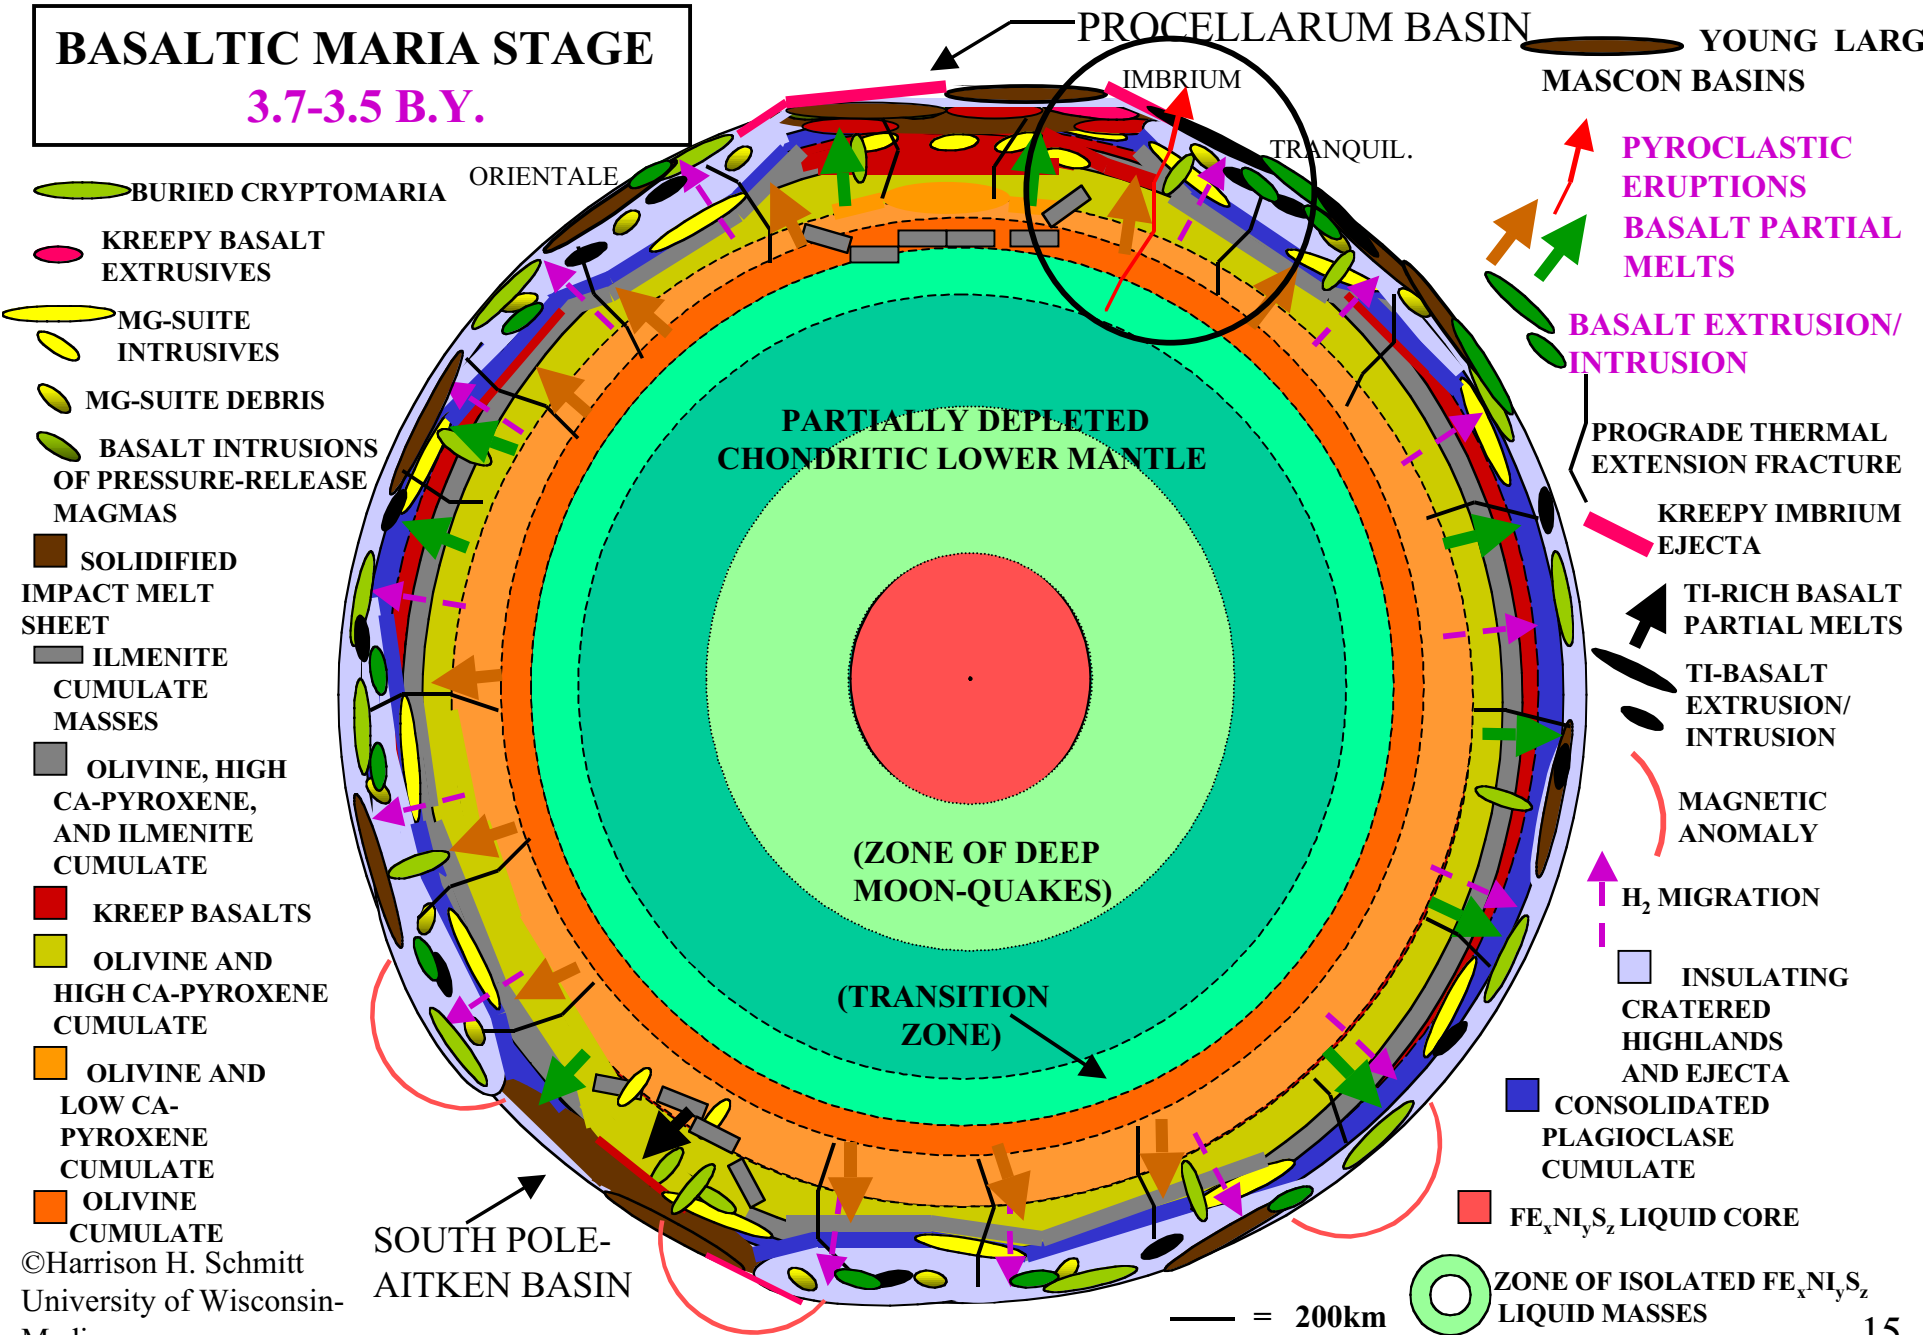 BASALTIC MARIA STAGE
3.7-3.5 B.Y.
PROCELLARUM BASIN
IMBRIUM
TRANQUIL.
ORIENTALE
BURIED CRYPTOMARIA
KREEPY BASALT
EXTRUSIVES
MG-SUITE
INTRUSIVES
MG-SUITE DEBRIS
BASALT INTRUSIONS
OF PRESSURE-RELEASE
MAGMAS
SOLIDIFIED
IMPACT MELT
SHEET
ILMENITE
CUMULATE
MASSES
OLIVINE, HIGH
CA-PYROXENE,
AND ILMENITE
CUMULATE
KREEP BASALTS
OLIVINE AND
HIGH CA-PYROXENE
CUMULATE
OLIVINE AND
LOW CA-
PYROXENE
CUMULATE
OLIVINE
CUMULATE
©Harrison H. Schmitt
University of Wisconsin-
PARTIALLY DEPLETED
CHONDRITIC LOWER MANTLE
(ZONE OF DEEP
MOON-QUAKES)
(TRANSITION
ZONE)
SOUTH POLE-
AITKEN BASIN
YOUNG LARG
MASCON BASINS
PYROCLASTIC
ERUPTIONS
BASALT PARTIAL
MELTS
BASALT EXTRUSION/
INTRUSION
PROGRADE THERMAL
EXTENSION FRACTURE
KREEPY IMBRIUM
EJECTA
TI-RICH BASALT
PARTIAL MELTS
TI-BASALT
EXTRUSION/
INTRUSION
MAGNETIC
ANOMALY
H2 MIGRATION
INSULATING
CRATERED
HIGHLANDS
AND EJECTA
CONSOLIDATED
PLAGIOCLASE
CUMULATE
FExNIySz LIQUID CORE
ZONE OF ISOLATED FExNIySz
LIQUID MASSES
= 200km
15